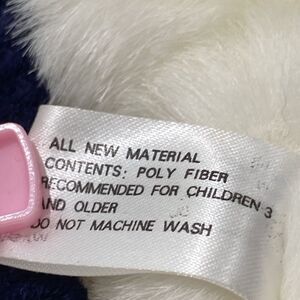 ALL NEW MATERIAL
CONTENTS: POLY FIBER
RECOMMENDED FOR CHILDREN 3
AND OLDER
DO NOT MACHINE WASH